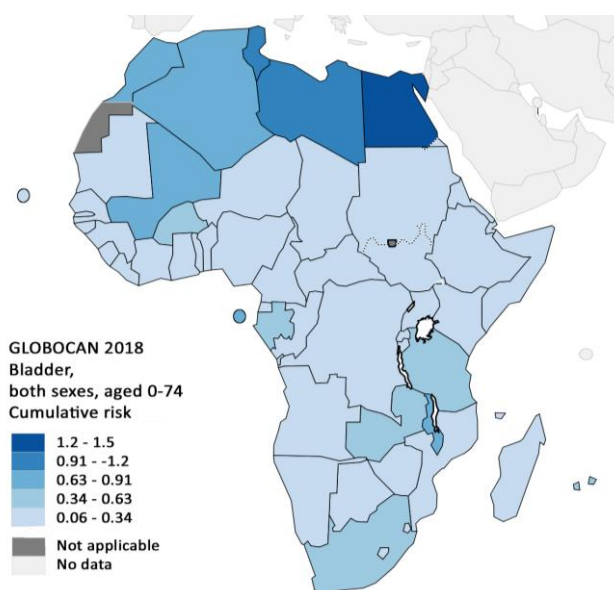 GLOBOCAN 2018
Bladder,
both sexes, aged 0-74
Cumulative risk
1.2 - 1.5
0.91 - -1.2
0.63 - 0.91
0.34 - 0.63
0.06 - 0.34
Not applicable
No data